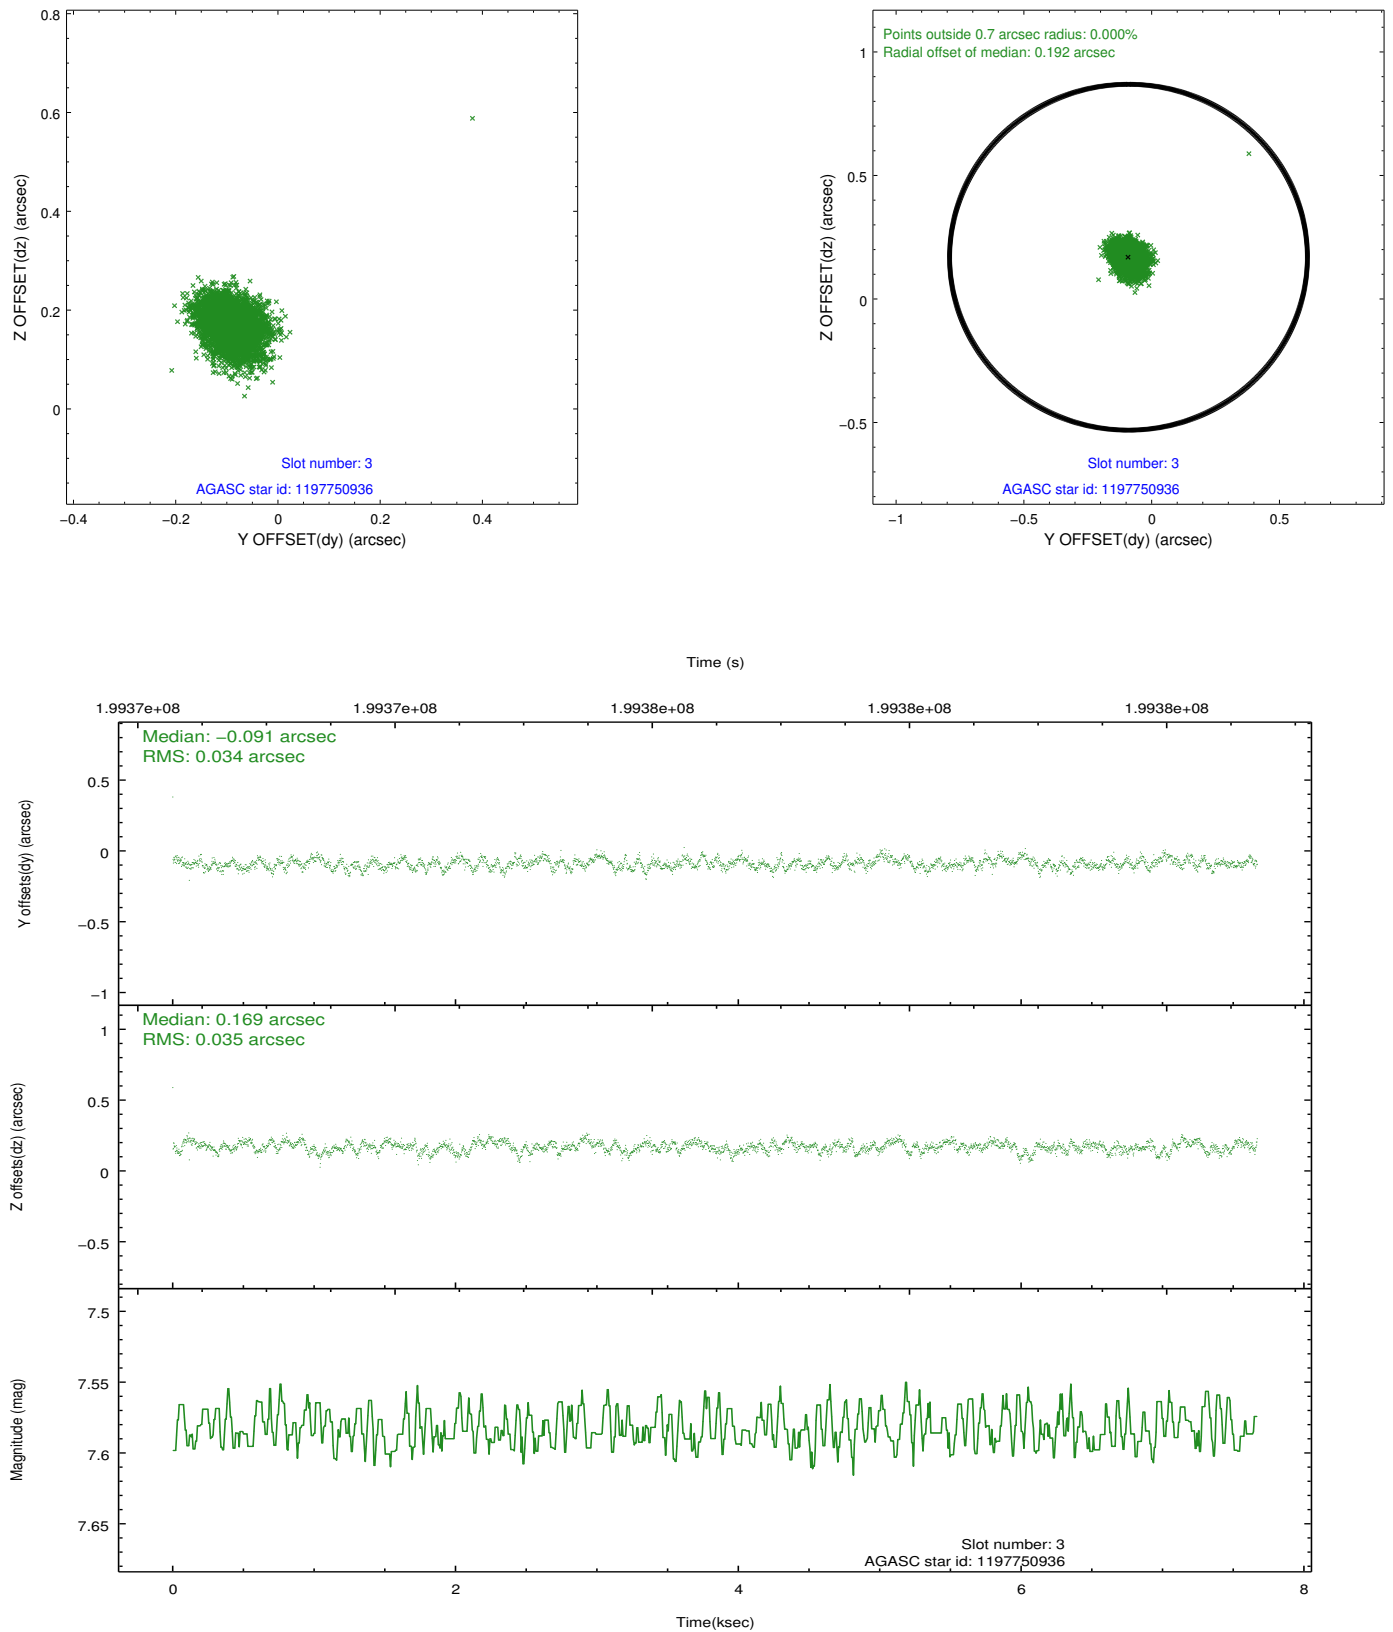 0.8
0.6
0.4
0.2
0
Z OFFSET(dz) (arcsec)
Slot number: 3
AGASC star id: 1197750936
−0.4
−0.2
0
0.2
0.4
Y OFFSET(dy) (arcsec)
Points outside 0.7 arcsec radius: 0.000%
Radial offset of median: 0.192 arcsec
1
0.5
0
−0.5
Z OFFSET(dz) (arcsec)
Slot number: 3
AGASC star id: 1197750936
−1
−0.5
0
0.5
Y OFFSET(dy) (arcsec)
Time (s)
1.9937e+08
1.9937e+08
1.9938e+08
1.9938e+08
1.9938e+08
Median: −0.091 arcsec
RMS: 0.034 arcsec
0.5
0
−0.5
−1
Y offsets(dy) (arcsec)
Median: 0.169 arcsec
RMS: 0.035 arcsec
1
0.5
0
−0.5
Z offsets(dz) (arcsec)
7.5
7.55
7.6
7.65
Magnitude (mag)
Slot number: 3
AGASC star id: 1197750936
0
2
4
6
8
Time(ksec)